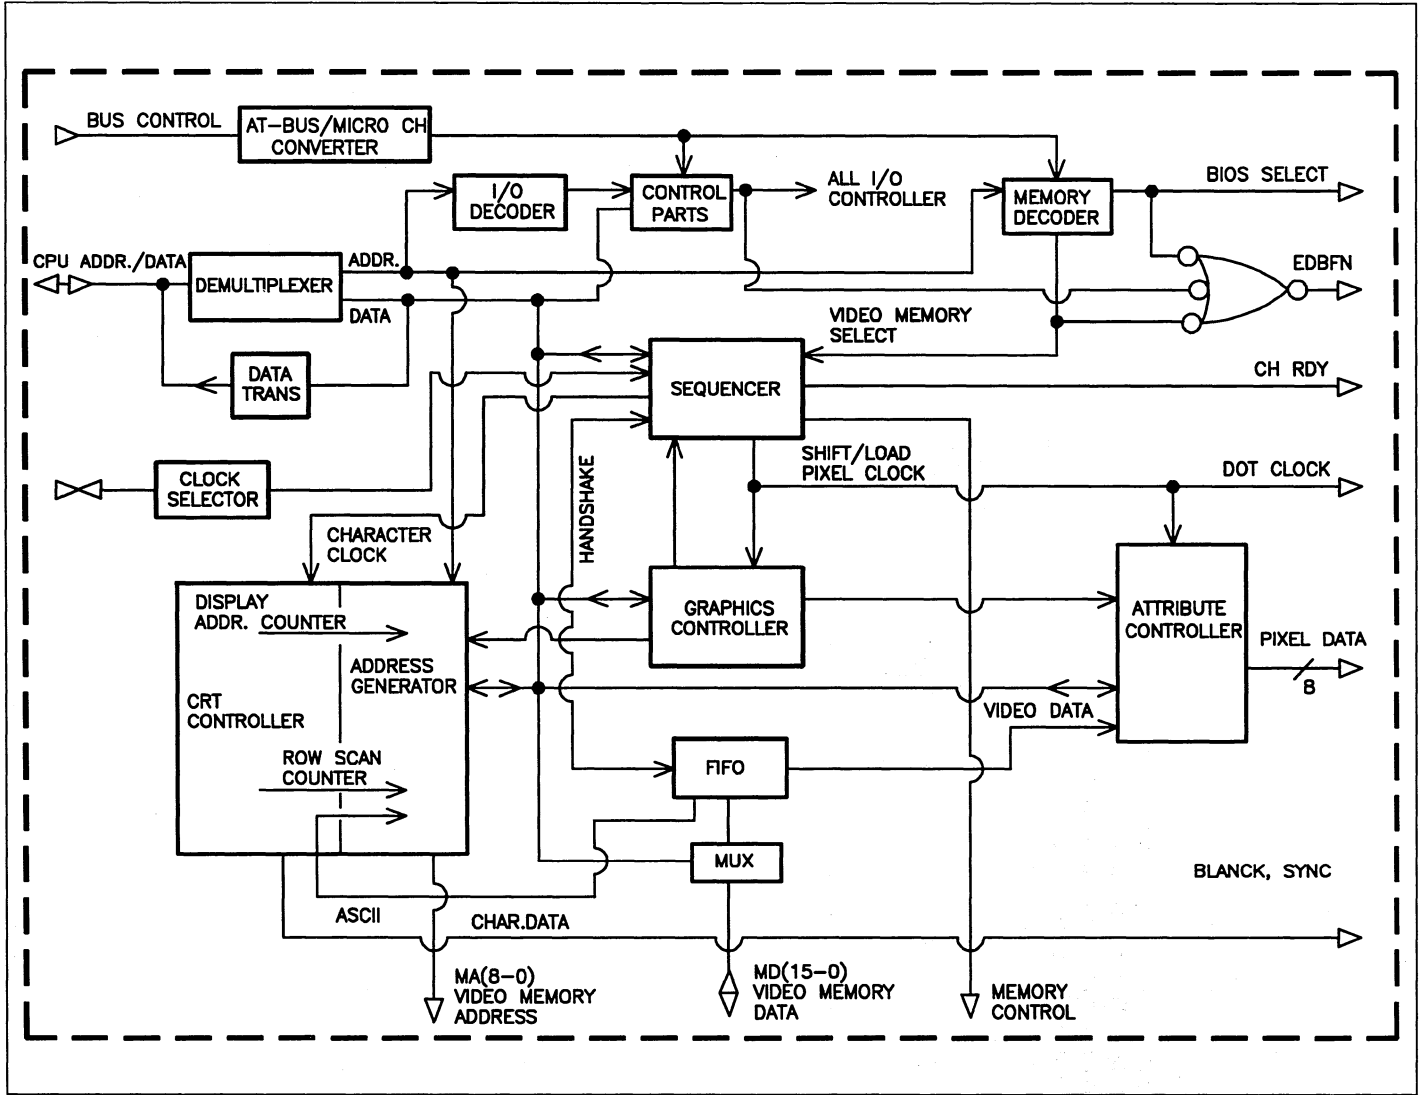 BUS CONTROL
AT-BUS/MICRO CH
CONVERTER
I/O
DECODER
CONTROL
PARTS
ALL I/O
CONTROLLER
MEMORY
DECODER
BIOS SELECT
CPU ADDR./DATA
DEMULTIPLEXER
ADDR.
DATA
EDBFN
VIDEO MEMORY
SELECT
DATA
TRANS
SEQUENCER
CH RDY
CLOCK
SELECTOR
HANDSHAKE
SHIFT/LOAD
PIXEL CLOCK
DOT CLOCK
CHARACTER
CLOCK
DISPLAY
ADDR. COUNTER
ADDRESS
GENERATOR
CRT
CONTROLLER
ROW SCAN
COUNTER
GRAPHICS
CONTROLLER
ATTRIBUTE
CONTROLLER
PIXEL DATA
8
VIDEO DATA
FIFO
MUX
BLANCK, SYNC
ASCII
CHAR.DATA
MA(8-0)
VIDEO MEMORY
ADDRESS
MD(15-0)
VIDEO MEMORY
DATA
MEMORY
CONTROL